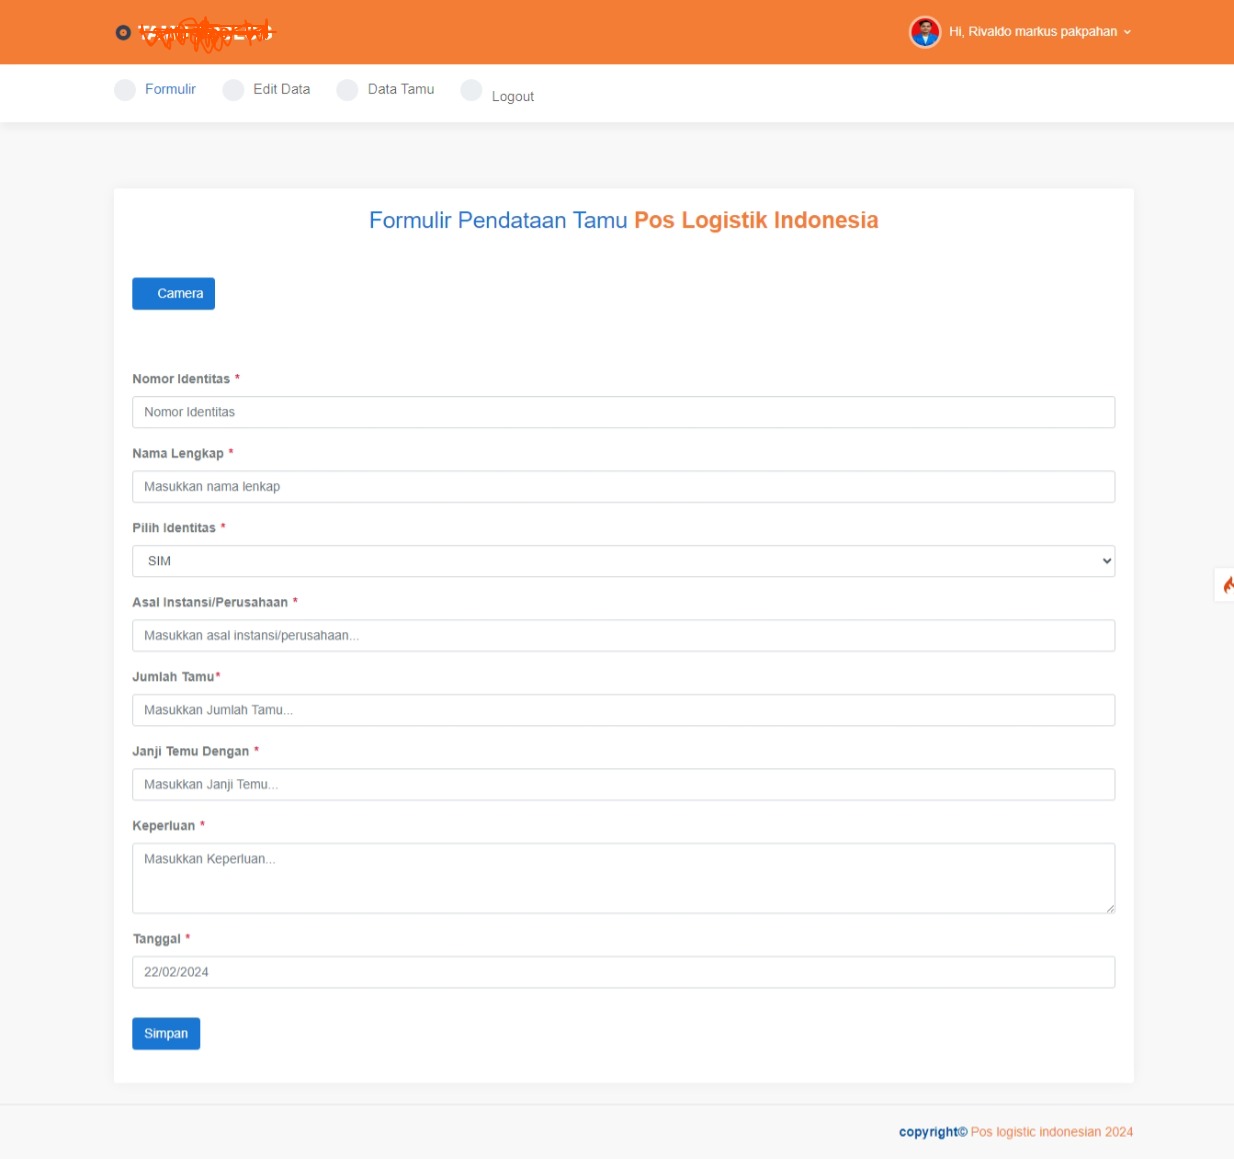 Hi, Rivaldo markus pakpahan
Formulir
Edit Data
Data Tamu
Logout
Formulir Pendataan Tamu Pos Logistik Indonesia
Camera
Nomor Identitas *
Nomor Identitas
Nama Lengkap *
Masukkan nama lenkap
Pilih Identitas *
SIM
Asal Instansi/Perusahaan *
Masukkan asal instansi/perusahaan...
Jumlah Tamu*
Masukkan Jumlah Tamu...
Janji Temu Dengan *
Masukkan Janji Temu...
Keperluan *
Masukkan Keperluan...
Tanggal *
22/02/2024
Simpan
copyright© Pos logistic indonesian 2024